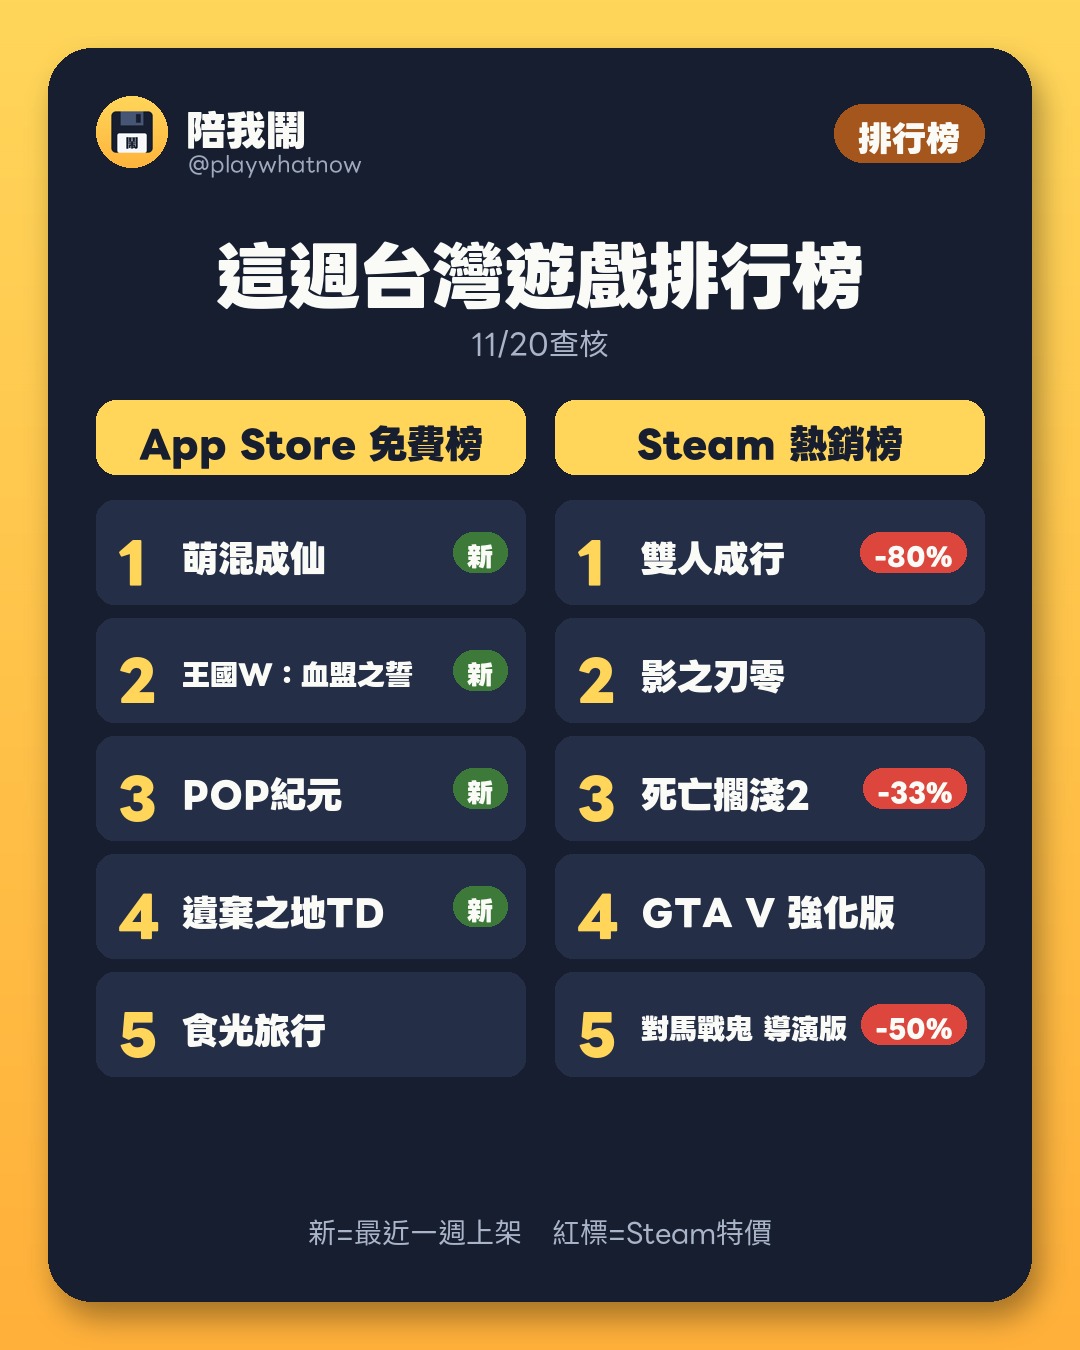 鬧
陪我鬧
@playwhatnow
排行榜
這週台灣遊戲排行榜
11/20查核
App Store 免費榜
1 萌混成仙 新
2 王國W：血盟之誓 新
3 POP紀元 新
4 遺棄之地TD 新
5 食光旅行
Steam 熱銷榜
1 雙人成行 -80%
2 影之刃零
3 死亡擱淺2 -33%
4 GTA V 強化版
5 對馬戰鬼 導演版 -50%
新=最近一週上架　紅標=Steam特價